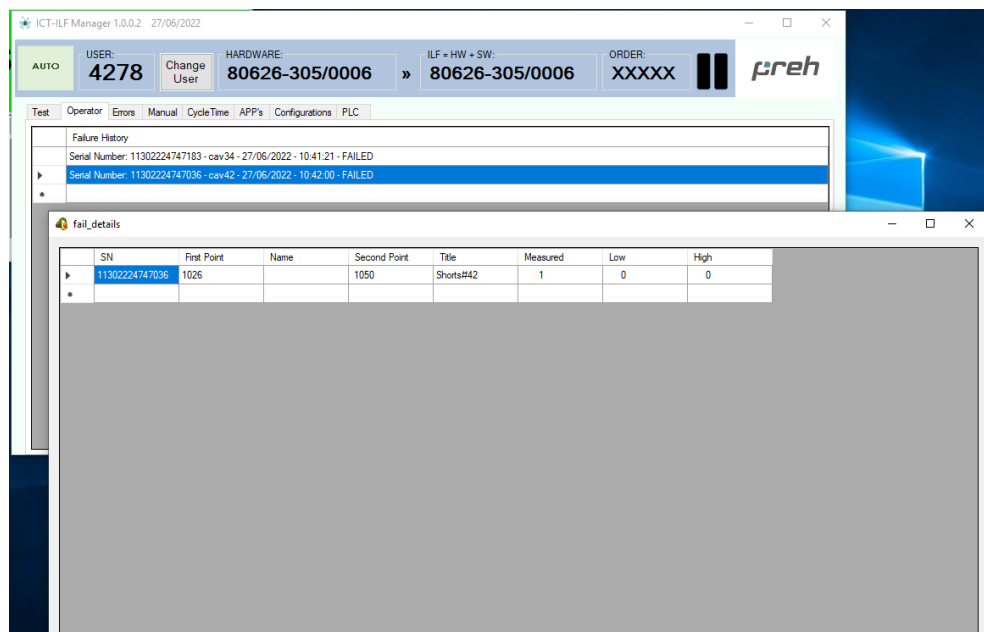 ICT-ILF Manager 1.0.0.2 27/06/2022
AUTO
USER:
4278
Change
User
HARDWARE:
80626-305/0006
»
ILF = HW + SW:
80626-305/0006
ORDER:
XXXXX
preh
Test Operator Errors Manual CycleTime APP's Configurations PLC
Failure History
Serial Number: 11302224747183 - cav34 - 27/06/2022 - 10:41:21 - FAILED
Serial Number: 11302224747036 - cav42 - 27/06/2022 - 10:42:00 - FAILED
fail_details
SN First Point Name Second Point Title Measured Low High
11302224747036 1026 1050 Shorts#42 1 0 0